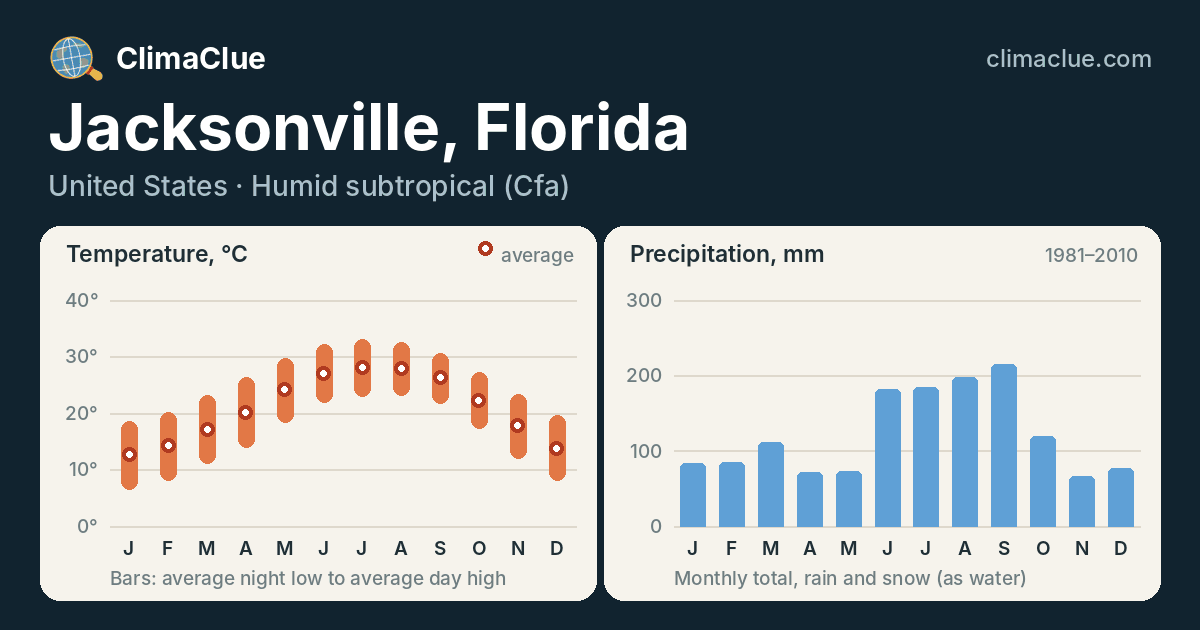 ClimaClue
climaclue.com
Jacksonville, Florida
United States · Humid subtropical (Cfa)
Temperature, °C
average
40°
30°
20°
10°
0°
J F M A M J J A S O N D
Bars: average night low to average day high
Precipitation, mm
1981–2010
300
200
100
0
J F M A M J J A S O N D
Monthly total, rain and snow (as water)